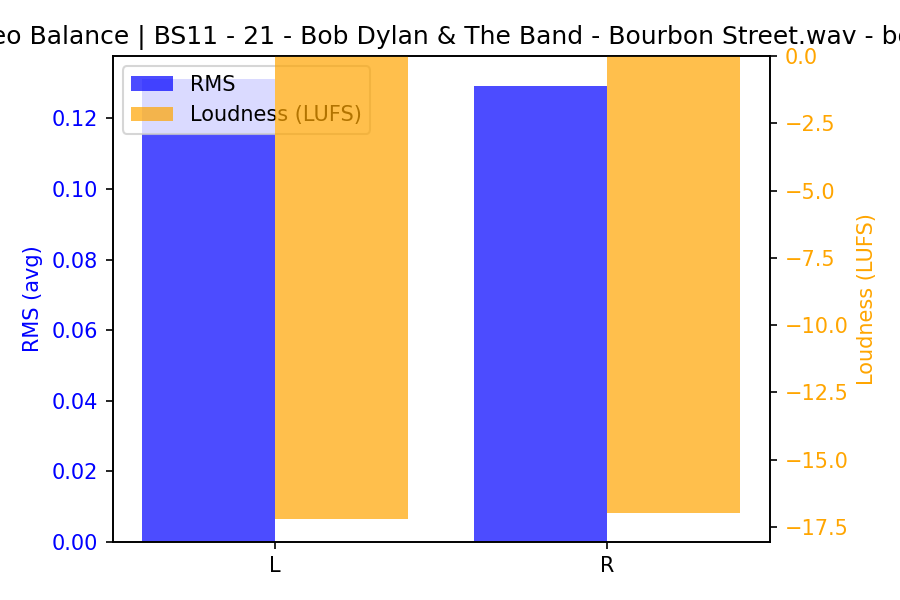 eo Balance | BS11 - 21 - Bob Dylan & The Band - Bourbon Street.wav - b
RMS
Loudness (LUFS)
0.12
0.10
0.08
0.06
0.04
0.02
0.00
RMS (avg)
0.0
−2.5
−5.0
−7.5
−10.0
−12.5
−15.0
−17.5
Loudness (LUFS)
L
R